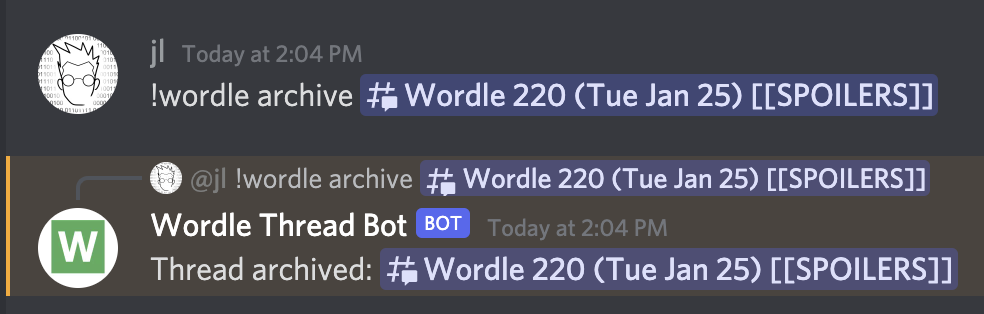 jl Today at 2:04 PM
!wordle archive Wordle 220 (Tue Jan 25) [[SPOILERS]]
@jl !wordle archive Wordle 220 (Tue Jan 25) [[SPOILERS]]
Wordle Thread Bot BOT Today at 2:04 PM
W
Thread archived: Wordle 220 (Tue Jan 25) [[SPOILERS]]